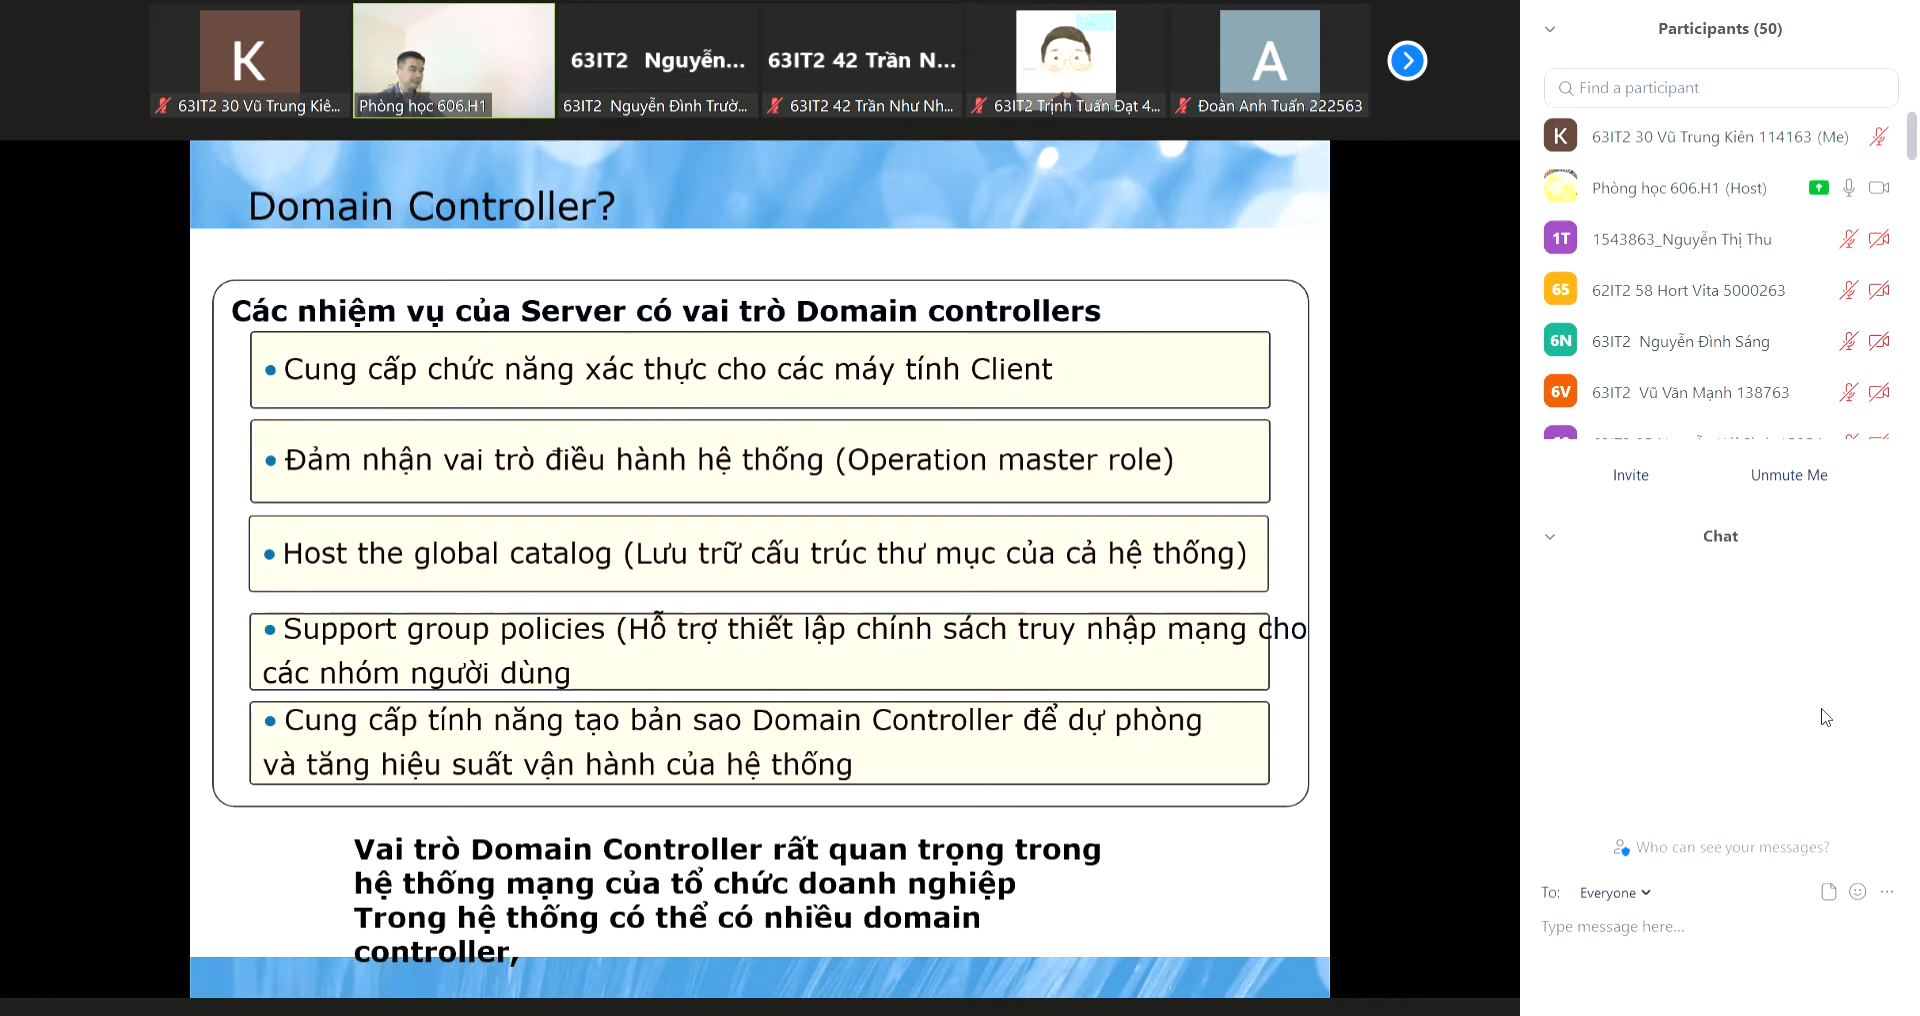 K
63IT2 30 Vũ Trung Kiê...
Phòng học 606.H1
63IT2 Nguyễn...
63IT2 Nguyễn Đình Trườ...
63IT2 42 Trần N...
63IT2 42 Trần Như Nh...
63IT2 Trịnh Tuấn Đạt 4...
A
Đoàn Anh Tuấn 222563
Domain Controller?
Các nhiệm vụ của Server có vai trò Domain controllers
• Cung cấp chức năng xác thực cho các máy tính Client
• Đảm nhận vai trò điều hành hệ thống (Operation master role)
• Host the global catalog (Lưu trữ cấu trúc thư mục của cả hệ thống)
• Support group policies (Hỗ trợ thiết lập chính sách truy nhập mạng cho
các nhóm người dùng
• Cung cấp tính năng tạo bản sao Domain Controller để dự phòng
và tăng hiệu suất vận hành của hệ thống
Vai trò Domain Controller rất quan trọng trong
hệ thống mạng của tổ chức doanh nghiệp
Trong hệ thống có thể có nhiều domain
controller,
Participants (50)
Find a participant
K 63IT2 30 Vũ Trung Kiên 114163 (Me)
Phòng học 606.H1 (Host)
1T 1543863_Nguyễn Thị Thu
65 62IT2 58 Hort Vita 5000263
6N 63IT2 Nguyễn Đình Sáng
6V 63IT2 Vũ Văn Mạnh 138763
Invite Unmute Me
Chat
Who can see your messages?
To: Everyone
Type message here...